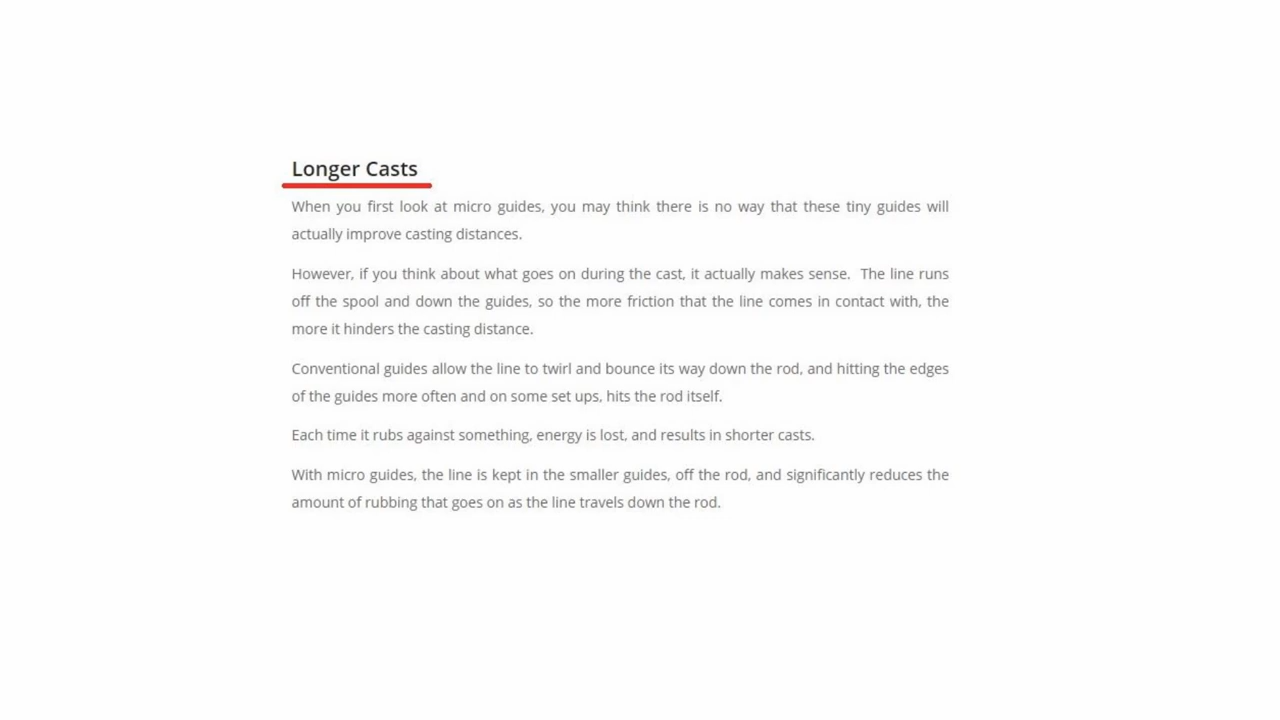 Longer Casts
When you first look at micro guides, you may think there is no way that these tiny guides will
actually improve casting distances.
However, if you think about what goes on during the cast, it actually makes sense.  The line runs
off the spool and down the guides, so the more friction that the line comes in contact with, the
more it hinders the casting distance.
Conventional guides allow the line to twirl and bounce its way down the rod, and hitting the edges
of the guides more often and on some set ups, hits the rod itself.
Each time it rubs against something, energy is lost, and results in shorter casts.
With micro guides, the line is kept in the smaller guides, off the rod, and significantly reduces the
amount of rubbing that goes on as the line travels down the rod.